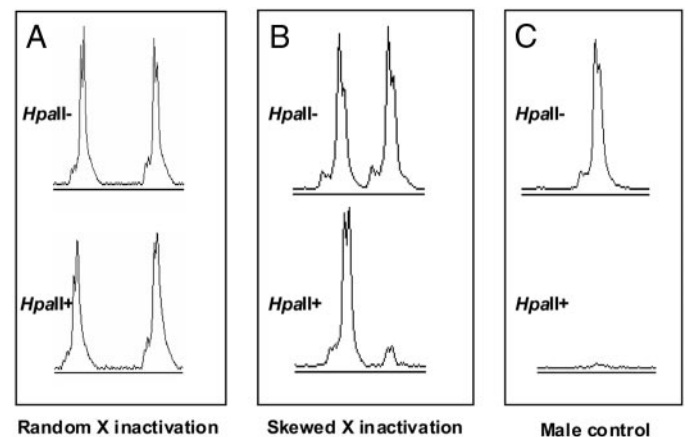 A
HpaII-
HpaII+
Random X inactivation
B
HpaII-
HpaII+
Skewed X inactivation
C
HpaII-
HpaII+
Male control